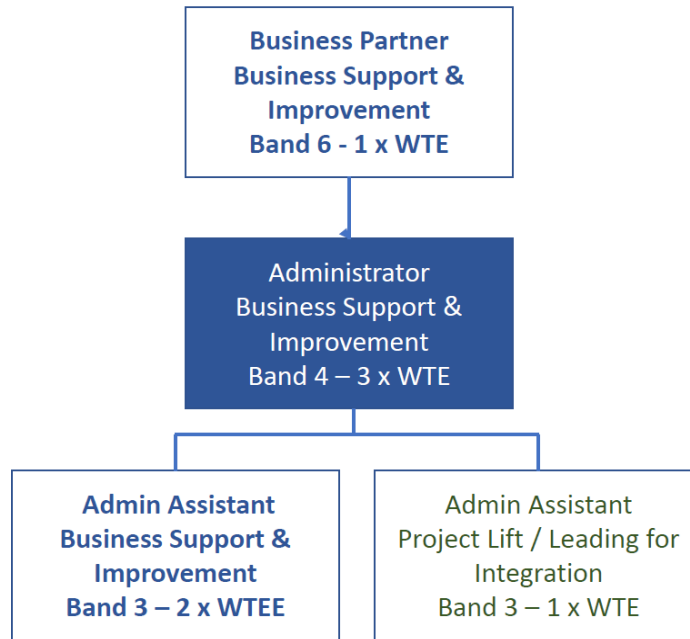 Business Partner
Business Support &
Improvement
Band 6 - 1 x WTE
Administrator
Business Support &
Improvement
Band 4 – 3 x WTE
Admin Assistant
Business Support &
Improvement
Band 3 – 2 x WTEE
Admin Assistant
Project Lift / Leading for
Integration
Band 3 – 1 x WTE